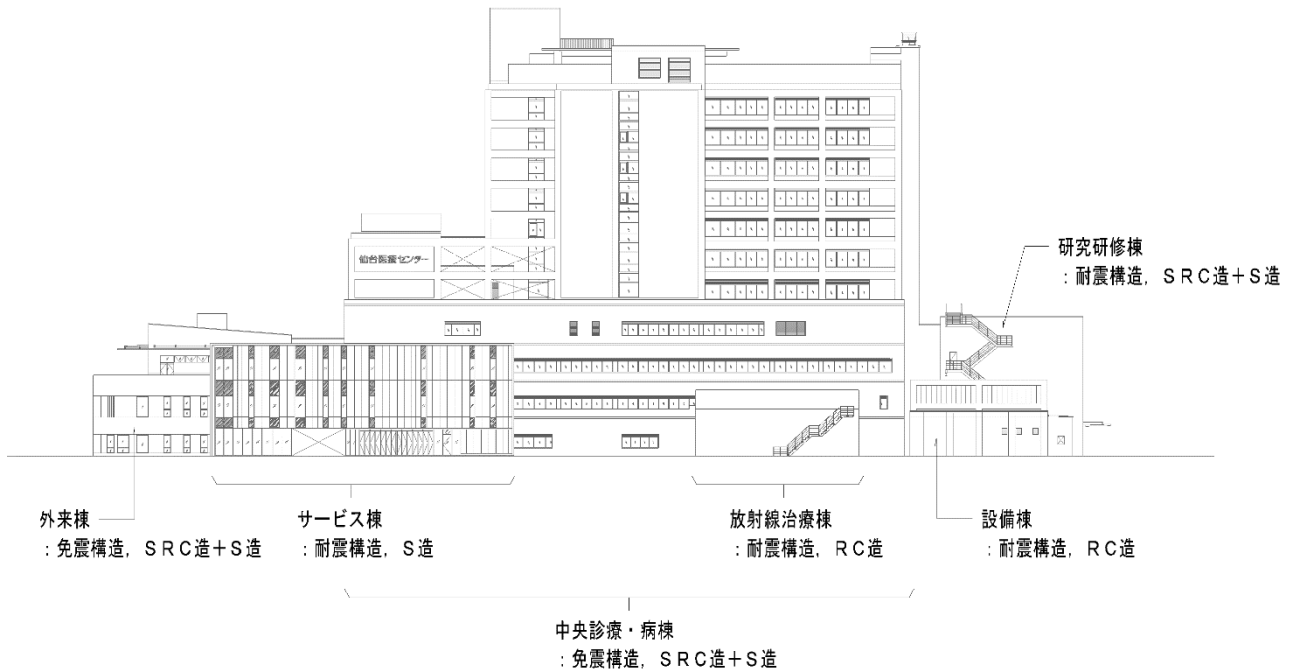 仙台医療センター
研究研修棟
：耐震構造，ＳＲＣ造＋Ｓ造
外来棟
：免震構造，ＳＲＣ造＋Ｓ造
サービス棟
：耐震構造，Ｓ造
放射線治療棟
：耐震構造，ＲＣ造
設備棟
：耐震構造，ＲＣ造
中央診療・病棟
：免震構造，ＳＲＣ造＋Ｓ造